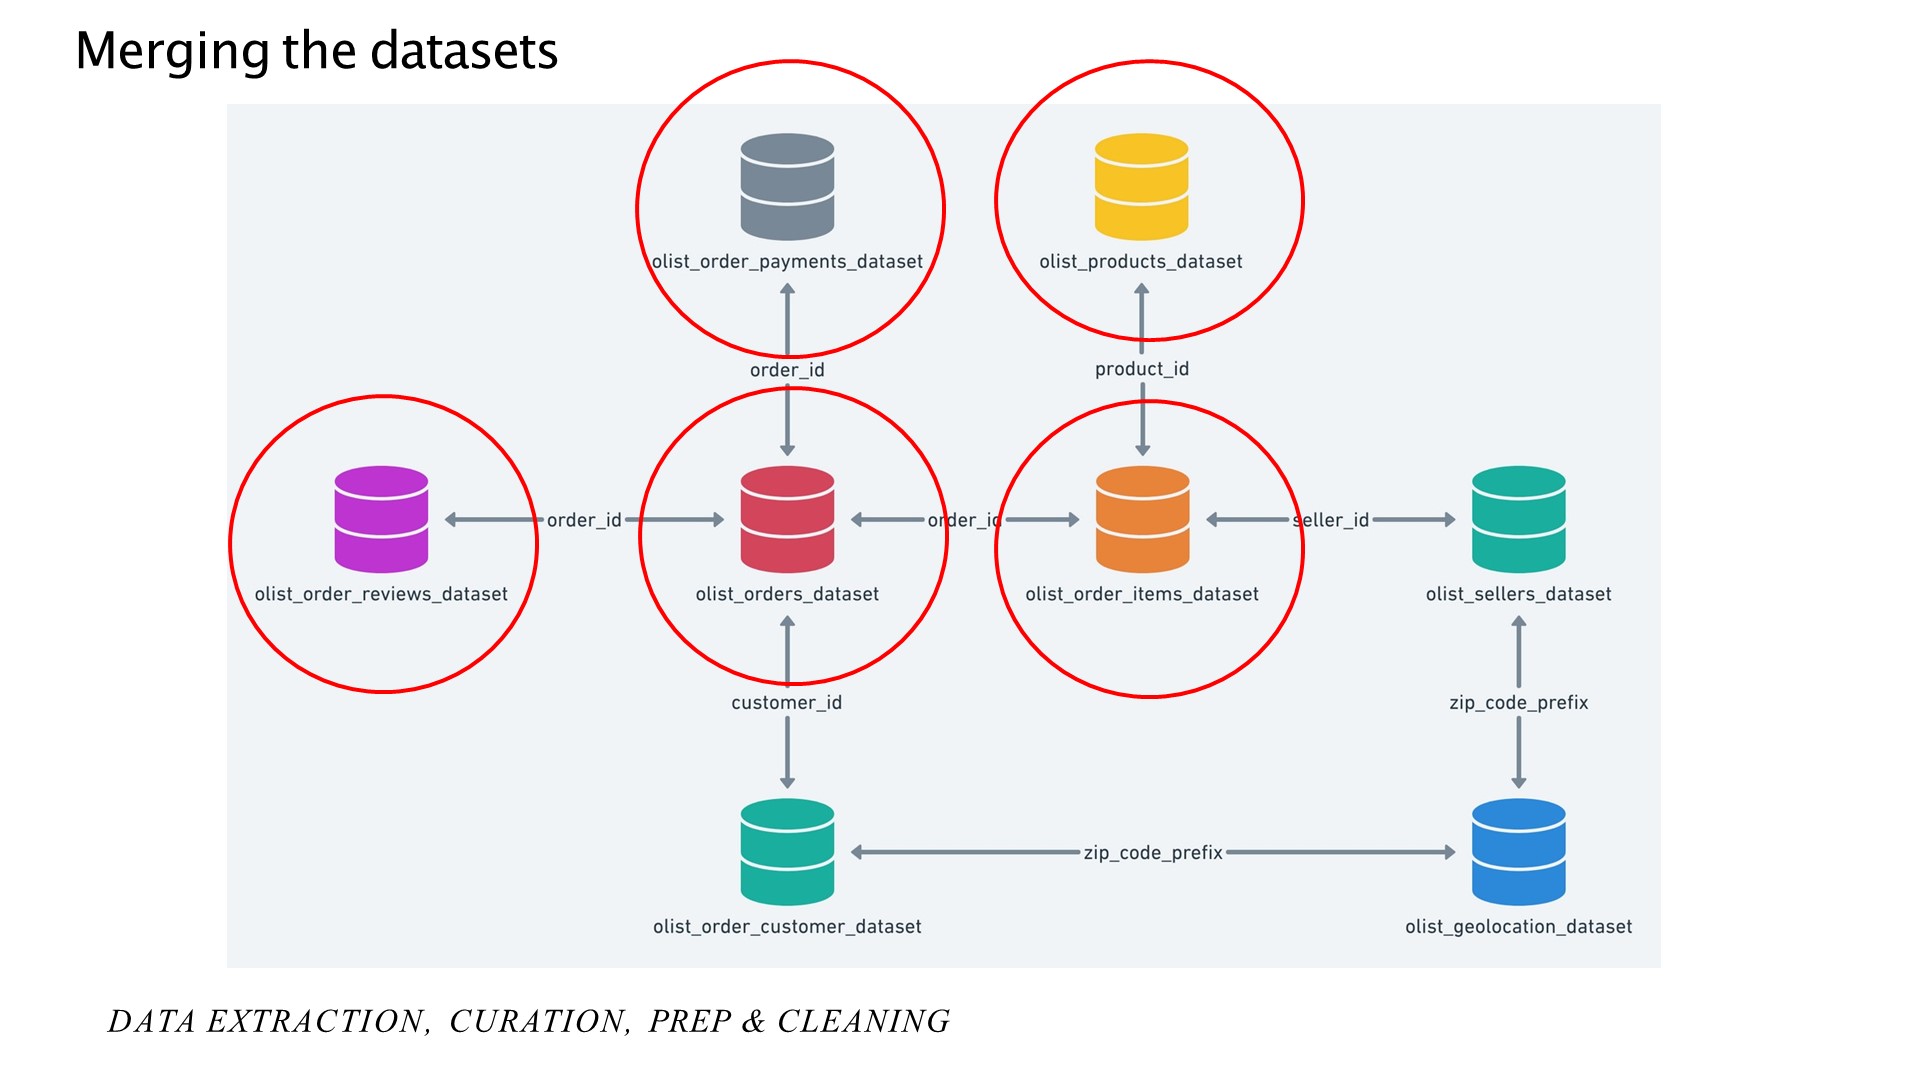 Merging the datasets
olist_order_payments_dataset
olist_products_dataset
order_id
product_id
order_id
order_id
seller_id
olist_order_reviews_dataset
olist_orders_dataset
olist_order_items_dataset
olist_sellers_dataset
customer_id
zip_code_prefix
zip_code_prefix
olist_order_customer_dataset
olist_geolocation_dataset
DATA EXTRACTION, CURATION, PREP & CLEANING